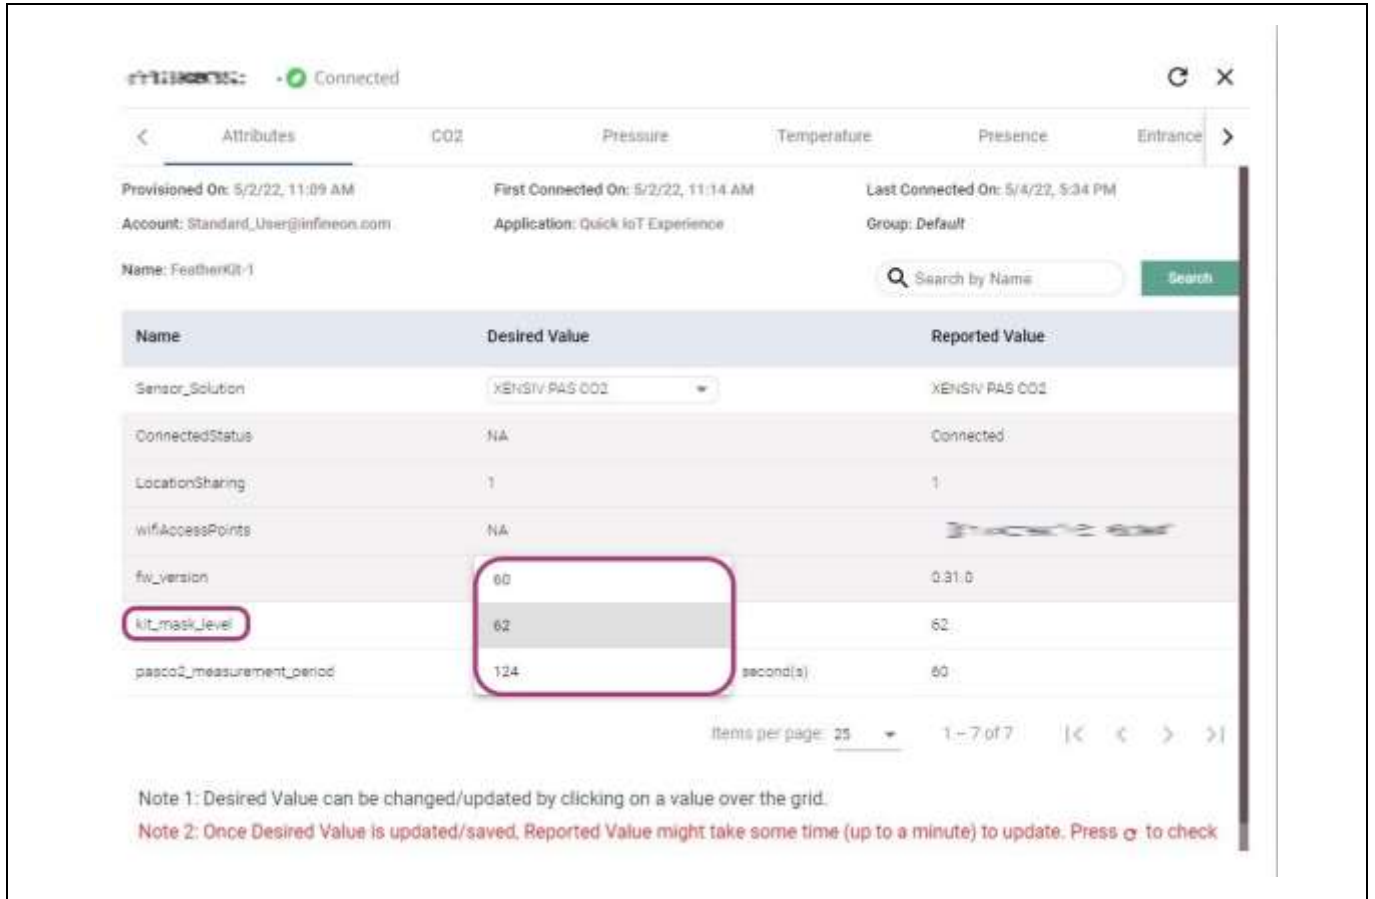 Connected
Attributes CO2 Pressure Temperature Presence Entrance
Provisioned On: 5/2/22, 11:09 AM First Connected On: 5/2/22, 11:14 AM Last Connected On: 5/4/22, 5:34 PM
Account: Standard_User@infineon.com Application: Quick IoT Experience Group: Default
Name: FeatherKit-1 Search by Name Search
Name Desired Value Reported Value
Sensor_Solution XENSIV PAS CO2 XENSIV PAS CO2
ConnectedStatus NA Connected
LocationSharing 1 1
wifiAccessPoints NA
fw_version 60 0.31.0
kit_mask_level 62 62
pasco2_measurement_period 124 second(s) 60
Items per page: 25 1 – 7 of 7
Note 1: Desired Value can be changed/updated by clicking on a value over the grid.
Note 2: Once Desired Value is updated/saved, Reported Value might take some time (up to a minute) to update. Press to check